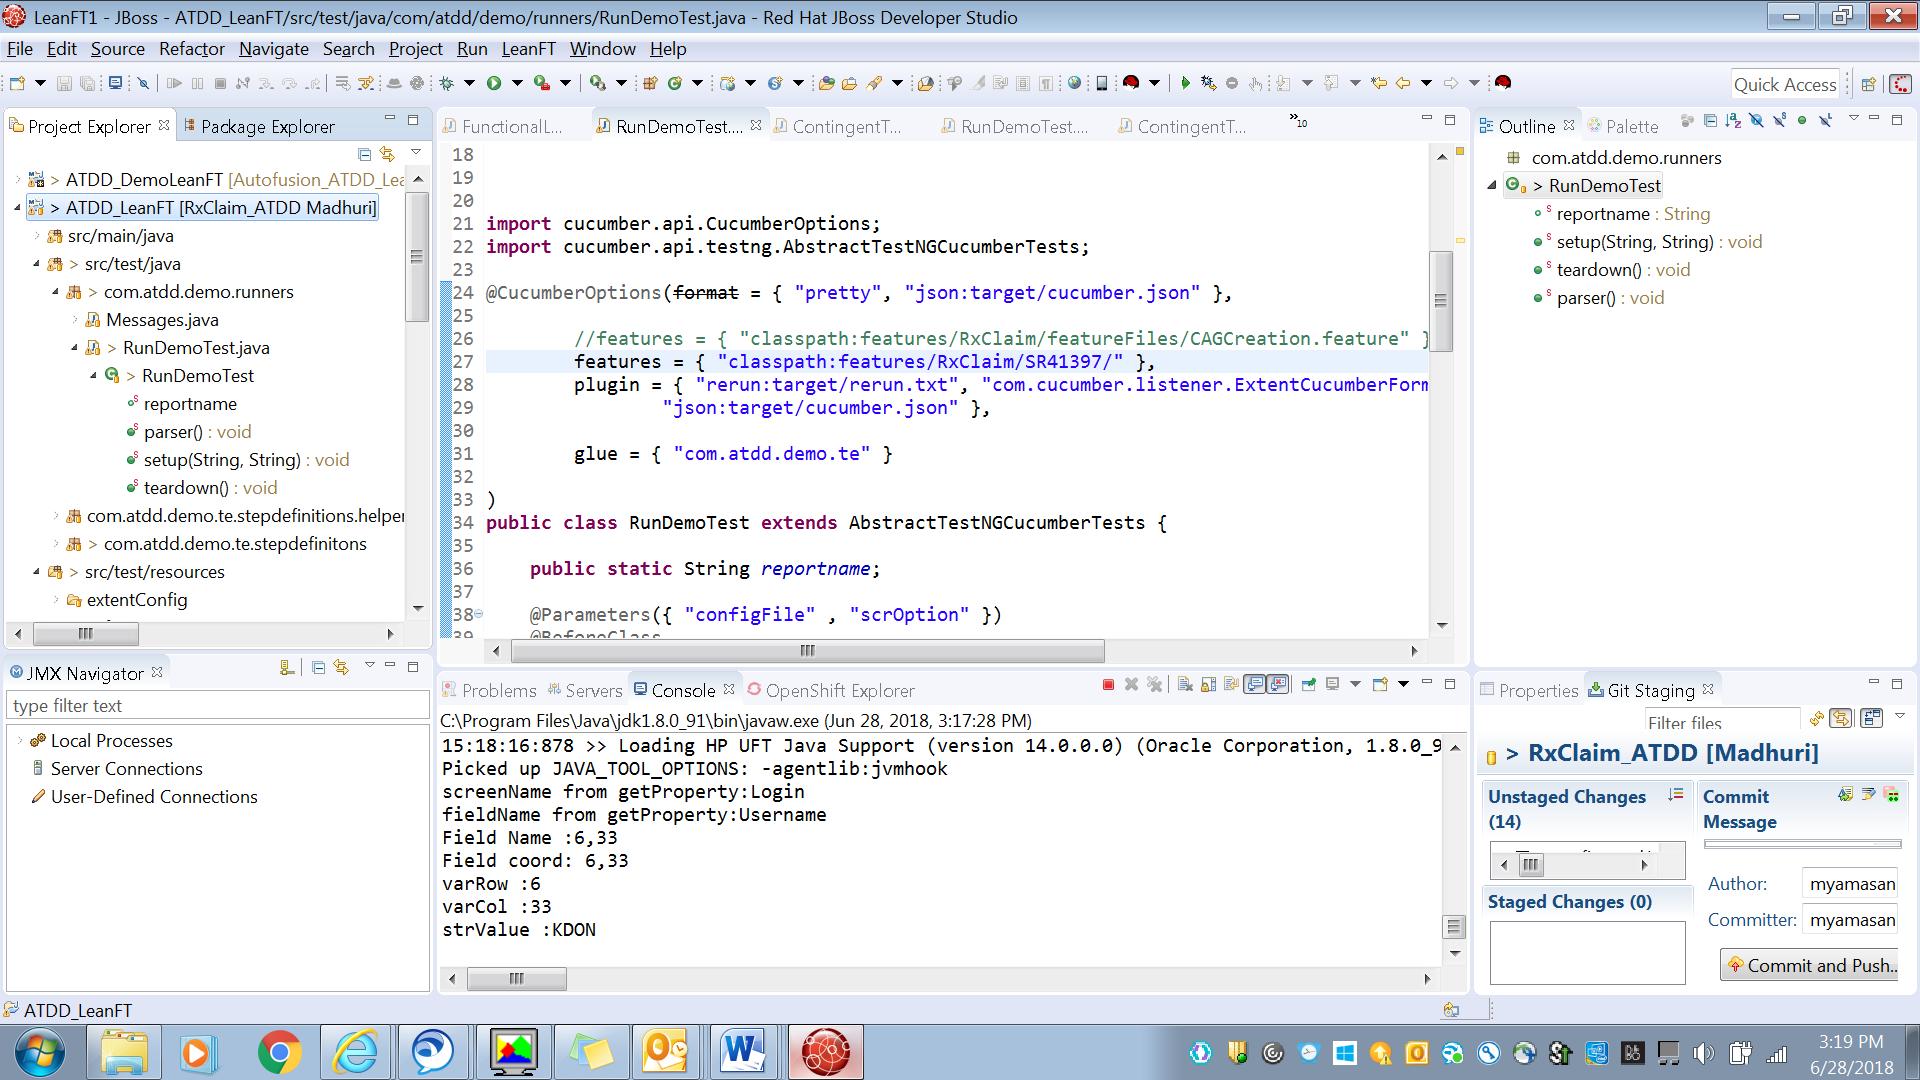 LeanFT1 - JBoss - ATDD_LeanFT/src/test/java/com/atdd/demo/runners/RunDemoTest.java - Red Hat JBoss Developer Studio
File Edit Source Refactor Navigate Search Project Run LeanFT Window Help
Quick Access
Project Explorer Package Explorer
> ATDD_DemoLeanFT [Autofusion_ATDD_Lea
> ATDD_LeanFT [RxClaim_ATDD Madhuri]
src/main/java
> src/test/java
> com.atdd.demo.runners
Messages.java
> RunDemoTest.java
> RunDemoTest
reportname
parser() : void
setup(String, String) : void
teardown() : void
com.atdd.demo.te.stepdefinitions.helper
> com.atdd.demo.te.stepdefinitons
> src/test/resources
extentConfig
JMX Navigator
type filter text
Local Processes
Server Connections
User-Defined Connections
FunctionalL... RunDemoTest.... ContingentT... RunDemoTest.... ContingentT... »10
18
19
20
21 import cucumber.api.CucumberOptions;
22 import cucumber.api.testng.AbstractTestNGCucumberTests;
23
24 @CucumberOptions(format = { "pretty", "json:target/cucumber.json" },
25
26 //features = { "classpath:features/RxClaim/featureFiles/CAGCreation.feature" }
27 features = { "classpath:features/RxClaim/SR41397/" },
28 plugin = { "rerun:target/rerun.txt", "com.cucumber.listener.ExtentCucumberForm
29 "json:target/cucumber.json" },
30
31 glue = { "com.atdd.demo.te" }
32
33 )
34 public class RunDemoTest extends AbstractTestNGCucumberTests {
35
36 public static String reportname;
37
38 @Parameters({ "configFile" , "scrOption" })
39 @BeforeClass
Outline Palette
com.atdd.demo.runners
> RunDemoTest
reportname : String
setup(String, String) : void
teardown() : void
parser() : void
Problems Servers Console OpenShift Explorer
C:\Program Files\Java\jdk1.8.0_91\bin\javaw.exe (Jun 28, 2018, 3:17:28 PM)
15:18:16:878 >> Loading HP UFT Java Support (version 14.0.0.0) (Oracle Corporation, 1.8.0_9
Picked up JAVA_TOOL_OPTIONS: -agentlib:jvmhook
screenName from getProperty:Login
fieldName from getProperty:Username
Field Name :6,33
Field coord: 6,33
varRow :6
varCol :33
strValue :KDON
Properties Git Staging
Filter files
> RxClaim_ATDD [Madhuri]
Unstaged Changes (14)
Staged Changes (0)
Commit Message
Author: myamasan
Committer: myamasan
Commit and Push..
ATDD_LeanFT
3:19 PM
6/28/2018